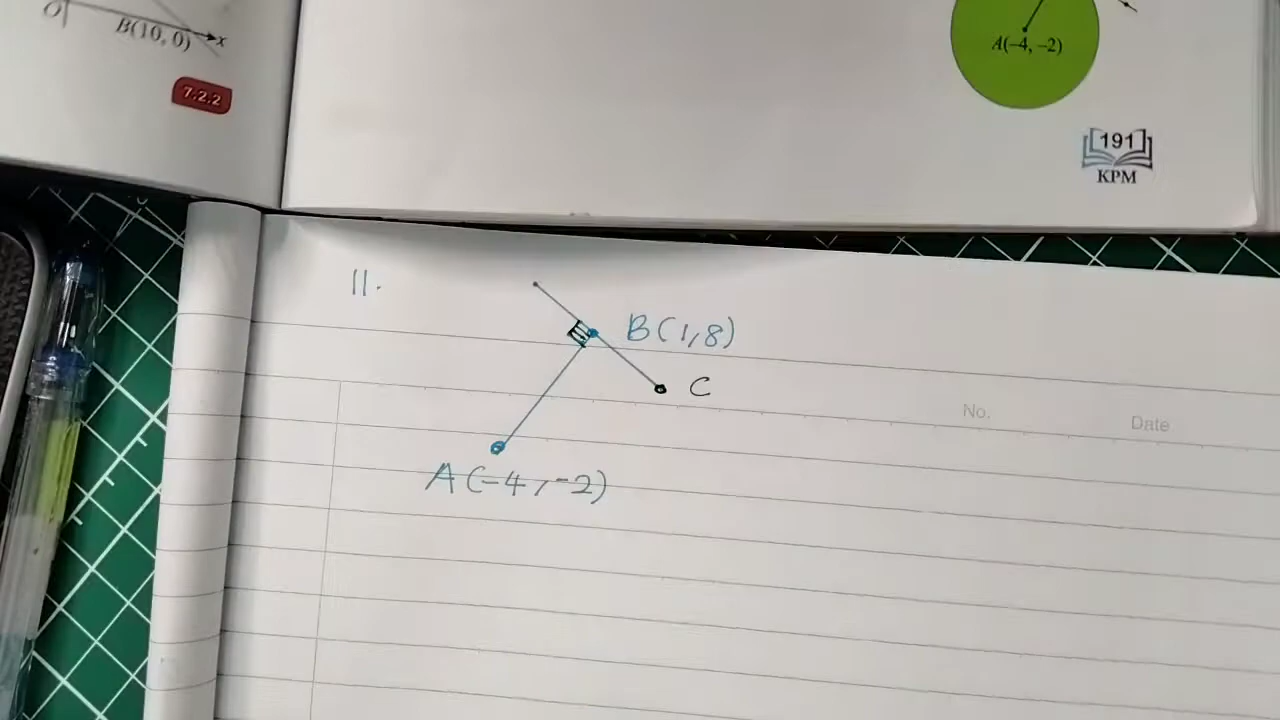 O
B(10, 0)
x
7.2.2
A(–4, –2)
191
KPM
11.
B(1,8)
C
No.
Date
A(-4,-2)